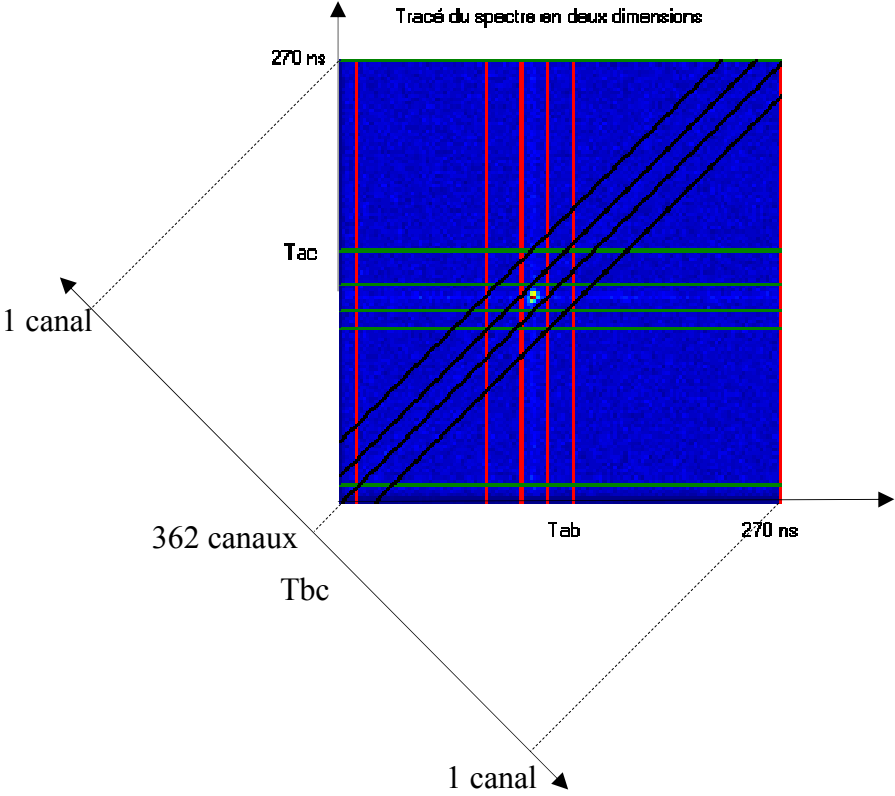 Tracé du spectre en deux dimensions
270 ns
Tac
1 canal
362 canaux
Tab
270 ns
Tbc
1 canal